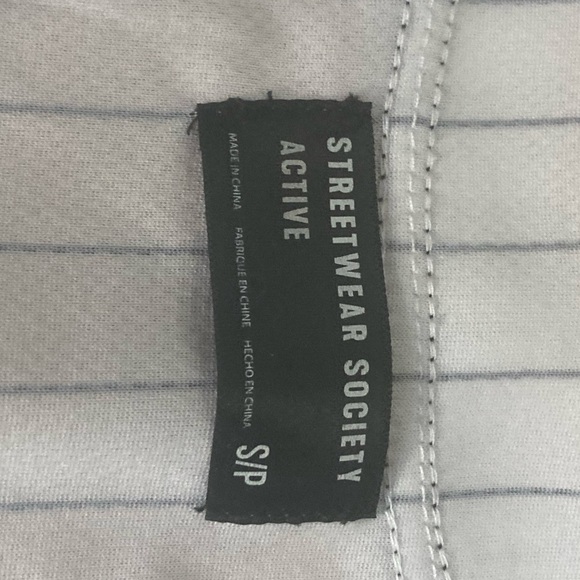 STREETWEAR SOCIETY
ACTIVE
S/P
MADE IN CHINA FABRIQUE EN CHINE HECHO EN CHINA